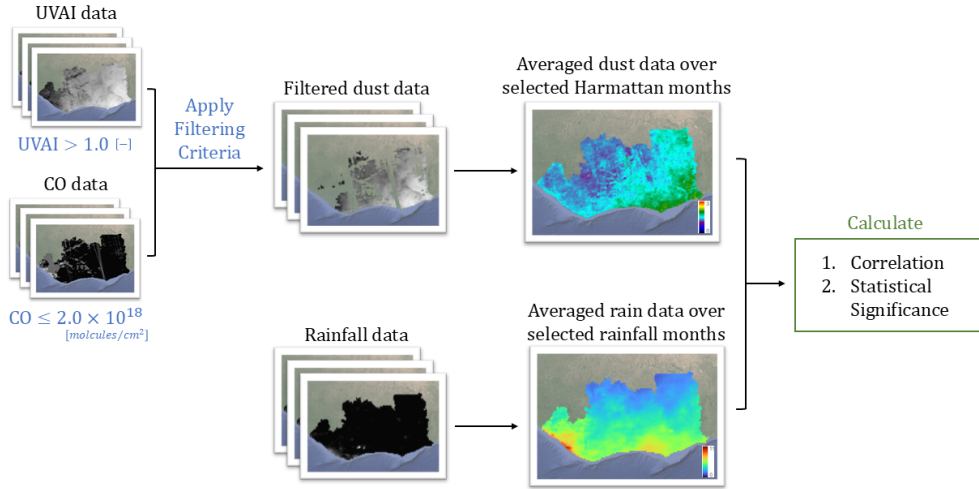 UVAI data
UVAI > 1.0 [−]
CO data
CO ≤ 2.0 × 10¹⁸
[molcules/cm²]
Apply
Filtering
Criteria
Filtered dust data
Averaged dust data over
selected Harmattan months
Rainfall data
Averaged rain data over
selected rainfall months
Calculate
1. Correlation
2. Statistical
Significance